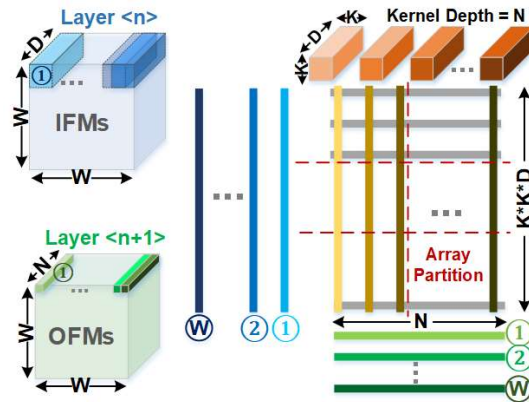 Layer <n>
D
①
IFMs
W
W
Layer <n+1>
N
①
OFMs
W
W
Ⓦ
②
①
Kernel Depth = N
D
K
K
K*K*D
Array
Partition
N
①
②
Ⓦ